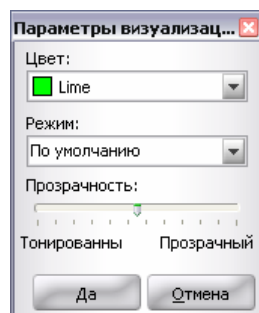 Параметры визуализац...
Цвет:
Lime
Режим:
По умолчанию
Прозрачность:
Тонированны
Прозрачный
Да
Отмена